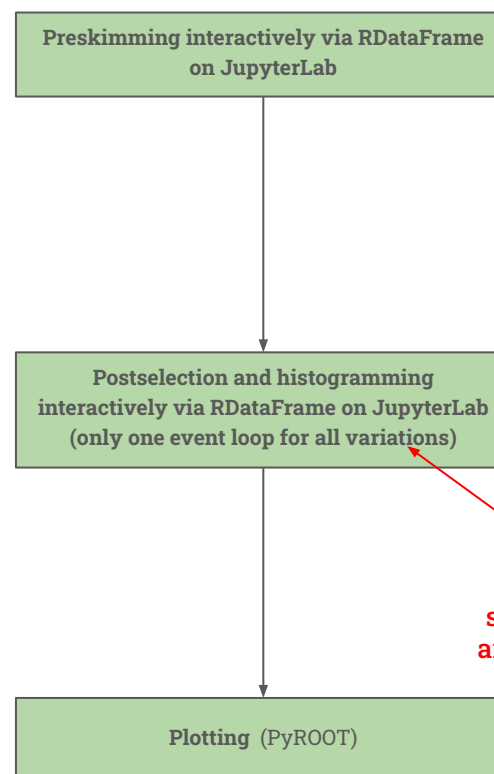 Preskimming interactively via RDataFrame
on JupyterLab
Postselection and histogramming
interactively via RDataFrame on JupyterLab
(only one event loop for all variations)
Plotting (PyROOT)